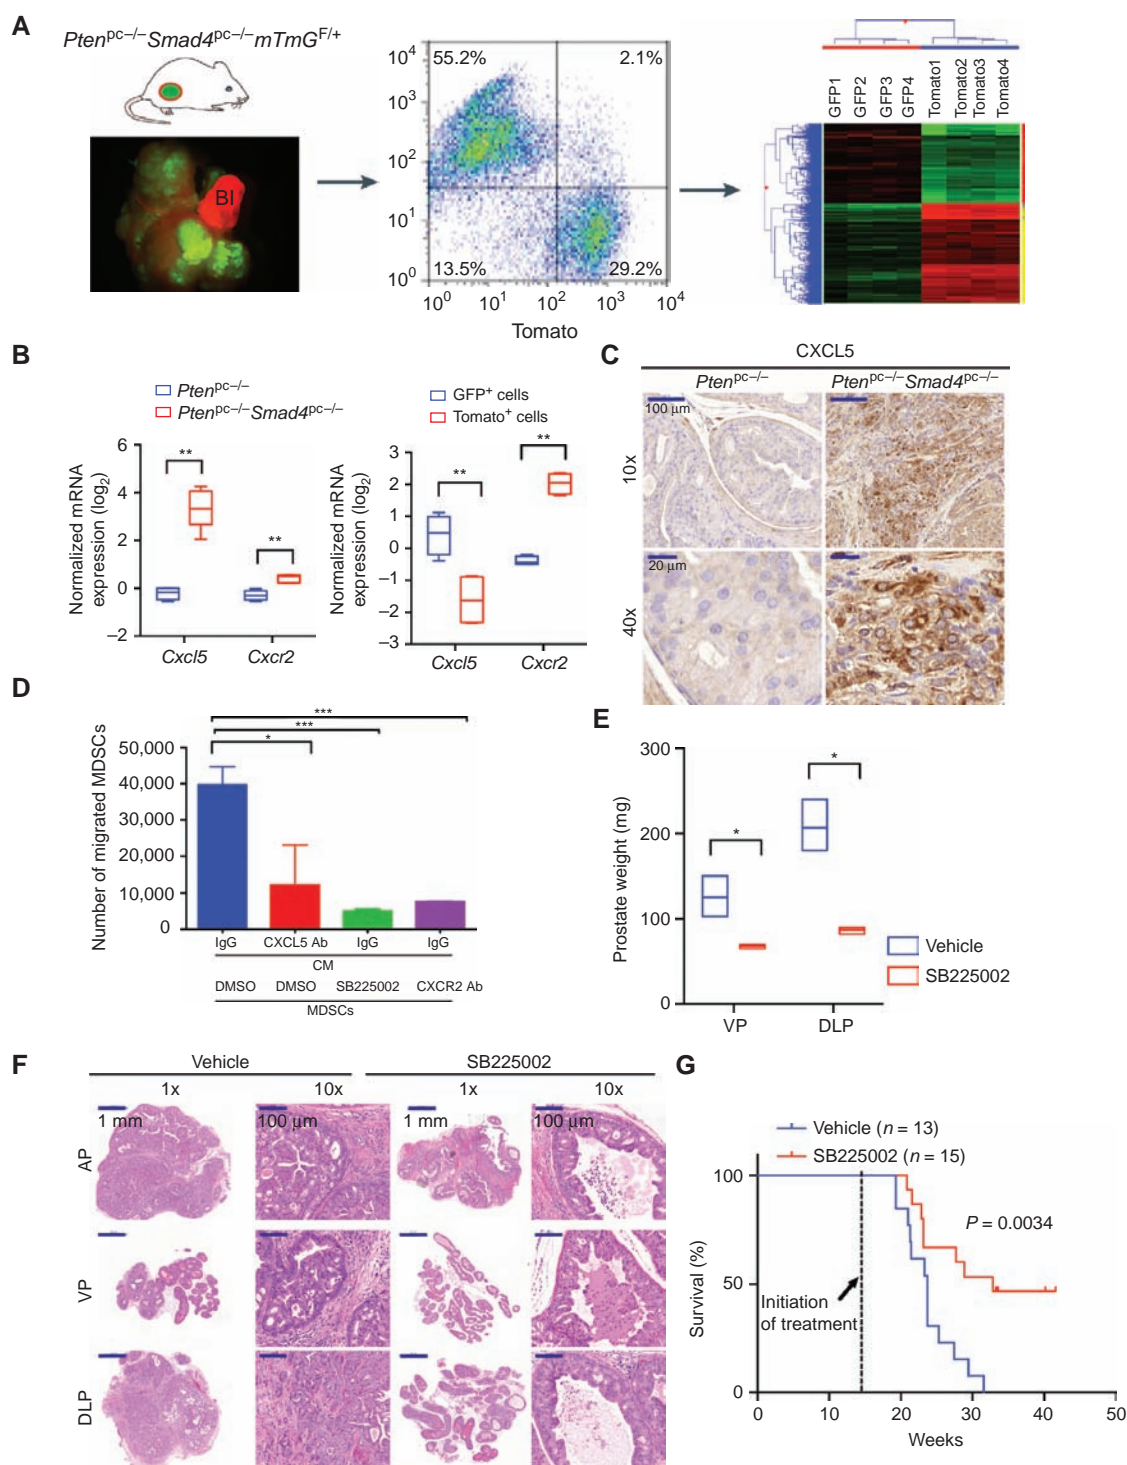 A
Pten^pc−/− Smad4^pc−/− mTmG^F/+
BI
10^4
10^3
10^2
10^1
10^0
55.2%
2.1%
13.5%
29.2%
10^0 10^1 10^2 10^3 10^4
Tomato
GFP1
GFP2
GFP3
GFP4
Tomato1
Tomato2
Tomato3
Tomato4
B
Pten^pc−/−
Pten^pc−/− Smad4^pc−/−
Normalized mRNA
expression (log2)
6
4
2
0
−2
**
**
Cxcl5 Cxcr2
GFP+ cells
Tomato+ cells
Normalized mRNA
expression (log2)
3
2
1
0
−1
−2
−3
**
**
Cxcl5 Cxcr2
C
CXCL5
Pten^pc−/− Pten^pc−/− Smad4^pc−/−
10x
100 μm
40x
20 μm
D
Number of migrated MDSCs
50,000
40,000
30,000
20,000
10,000
0
***
***
*
IgG CXCL5 Ab IgG IgG
CM
DMSO DMSO SB225002 CXCR2 Ab
MDSCs
E
Prostate weight (mg)
300
200
100
0
*
*
VP DLP
Vehicle
SB225002
F
Vehicle SB225002
1x 10x 1x 10x
AP
1 mm 100 μm 1 mm 100 μm
VP
DLP
G
Vehicle (n = 13)
SB225002 (n = 15)
Survival (%)
100
50
0
P = 0.0034
Initiation
of treatment
0 10 20 30 40 50
Weeks